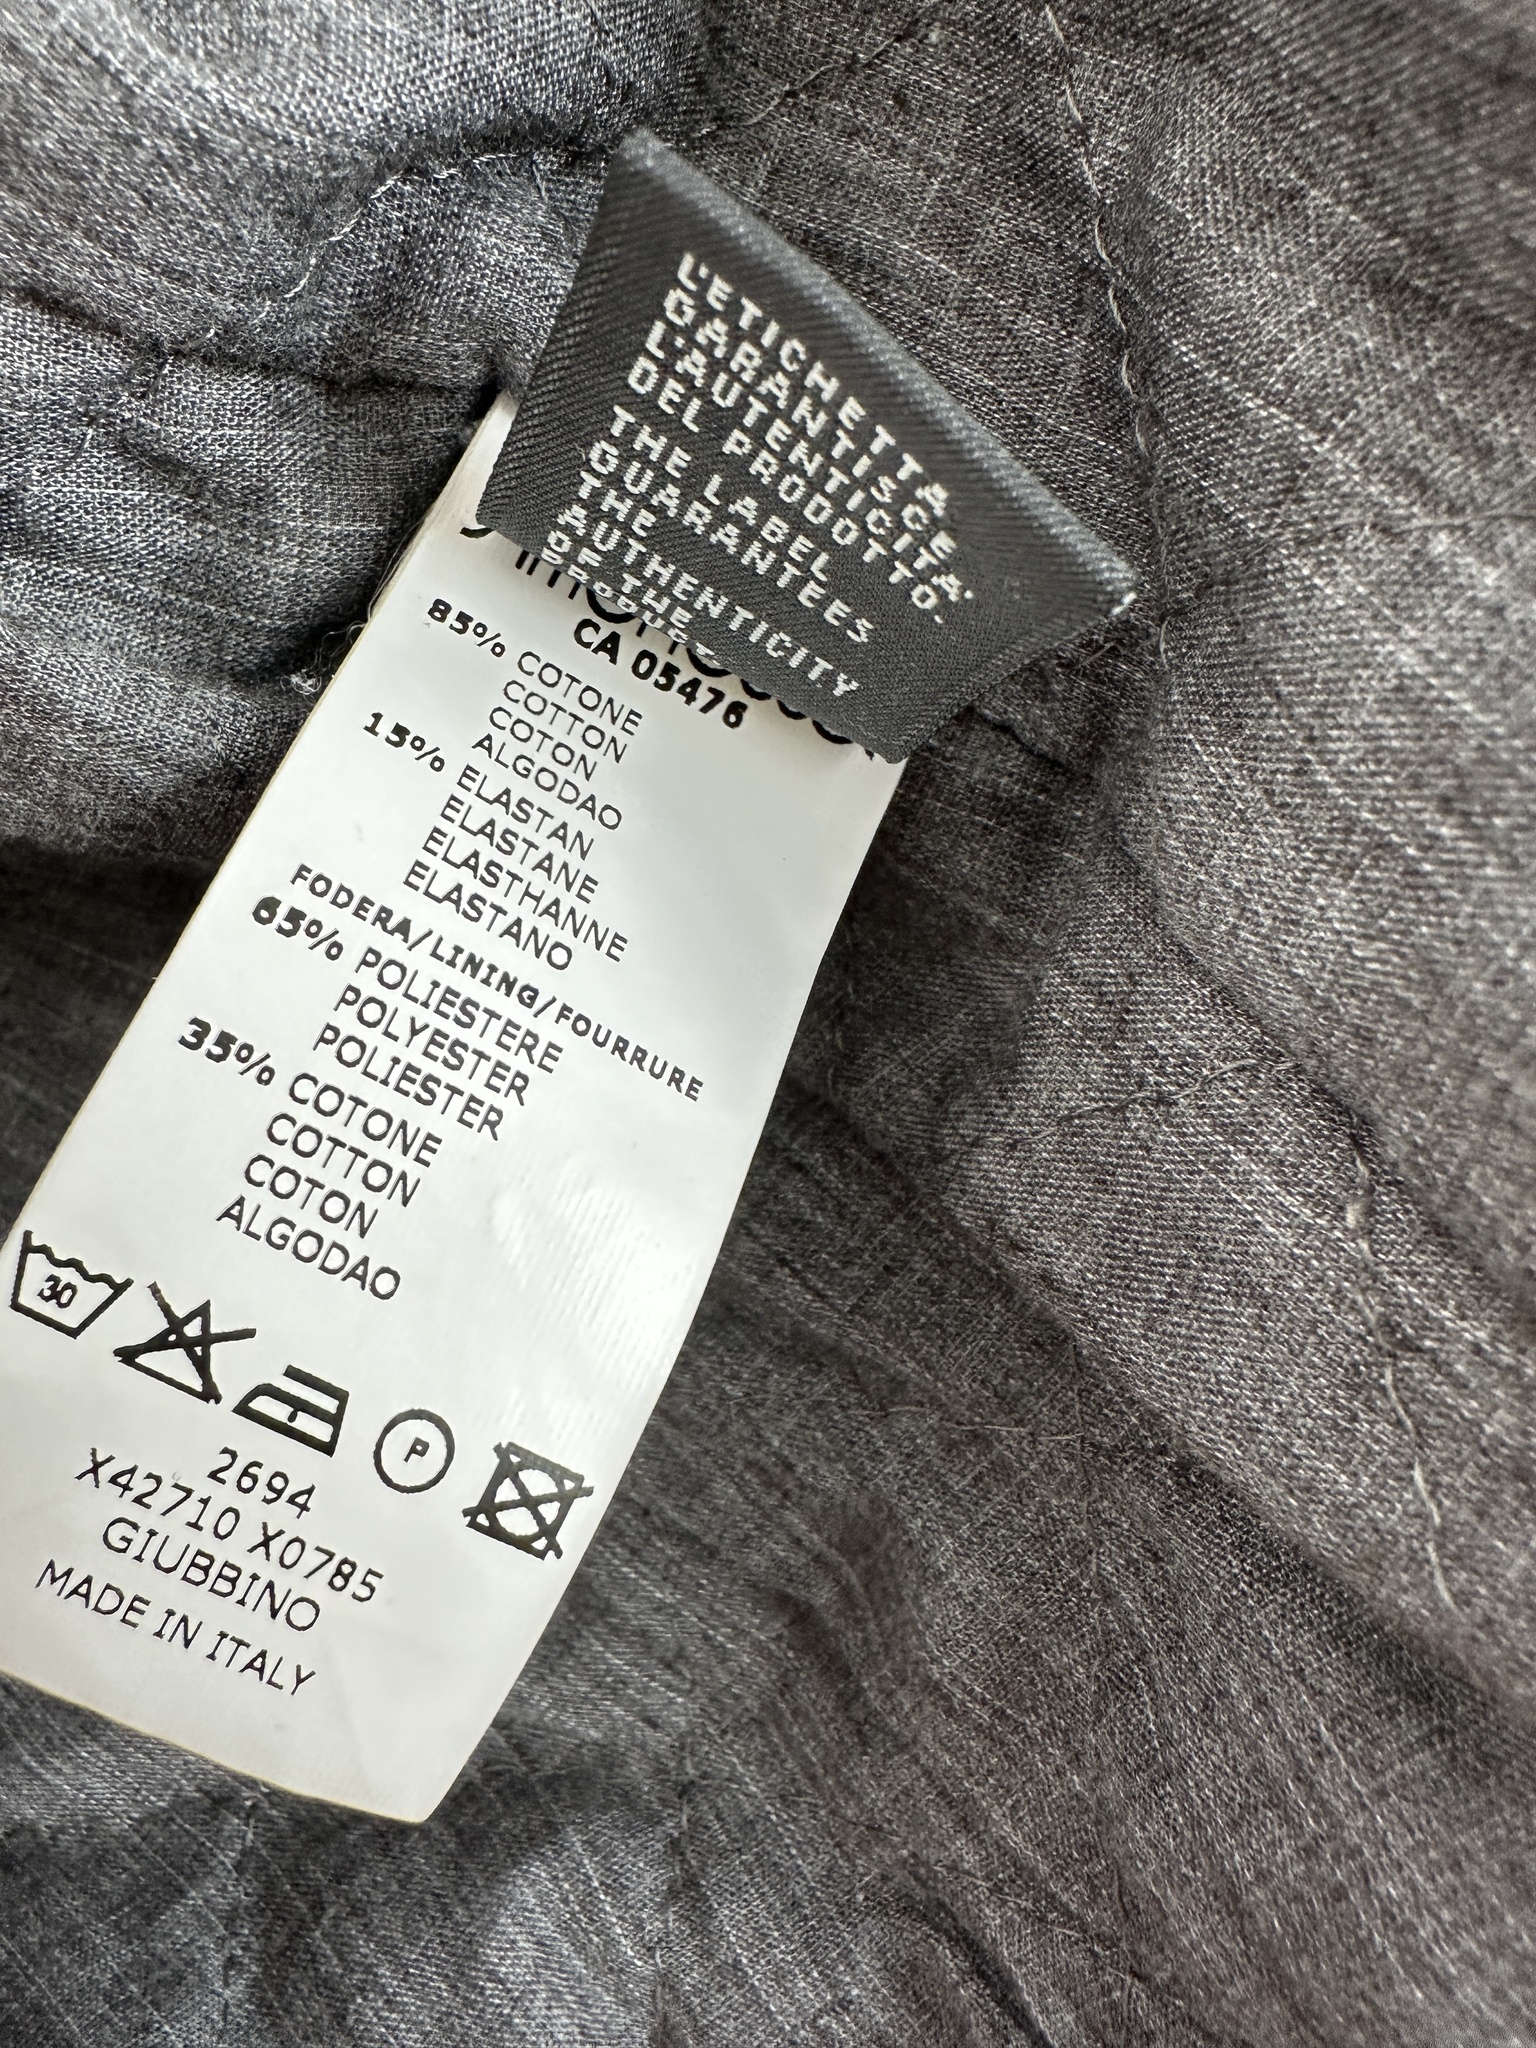 L'ETICHETTA
GARANTISCE
L'AUTENTICITA'
DEL PRODOTTO.
THE LABEL
GUARANTEES
THE
AUTHENTICITY
OF THE
CA 05476
85% COTONE
COTTON
COTON
ALGODAO
15% ELASTAN
ELASTANE
ELASTHANNE
ELASTANO
FODERA/LINING/FOURRURE
65% POLIESTERE
POLYESTER
POLIESTER
35% COTONE
COTTON
COTON
ALGODAO
30
P
2694
X42710 X0785
GIUBBINO
MADE IN ITALY